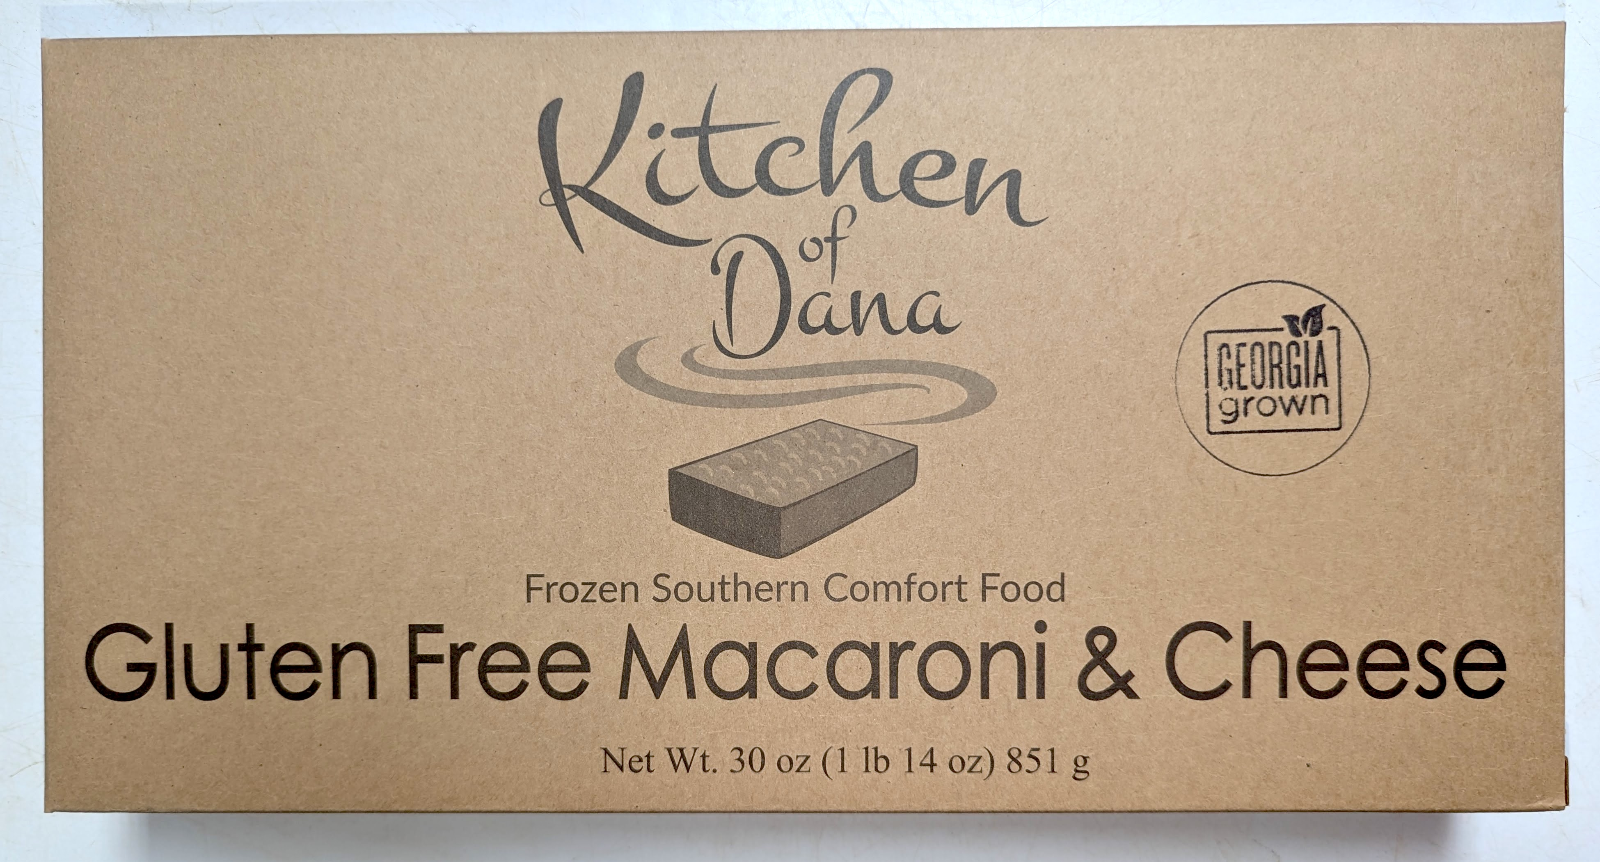 Kitchen
of
Dana
GEORGIA
grown
Frozen Southern Comfort Food
Gluten Free Macaroni & Cheese
Net Wt. 30 oz (1 lb 14 oz) 851 g